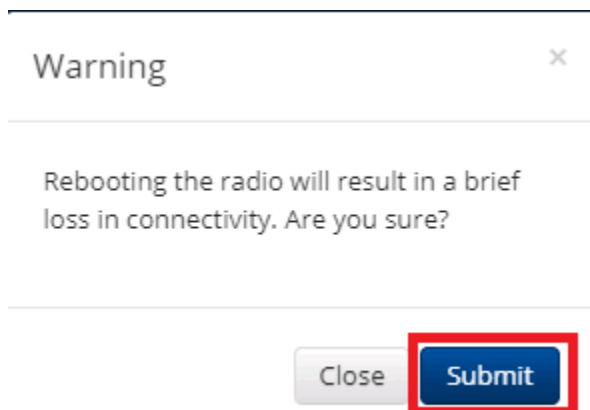 Warning
×
Rebooting the radio will result in a brief
loss in connectivity. Are you sure?
Close
Submit